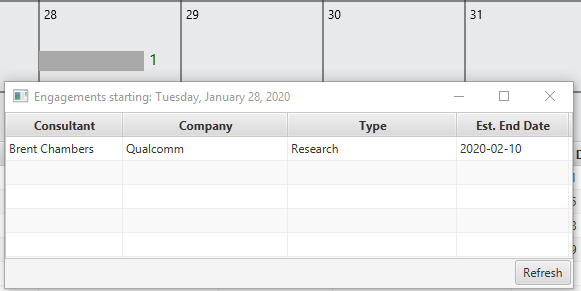 28 29 30 31
1
Engagements starting: Tuesday, January 28, 2020
Consultant Company Type Est. End Date
Brent Chambers Qualcomm Research 2020-02-10
Refresh